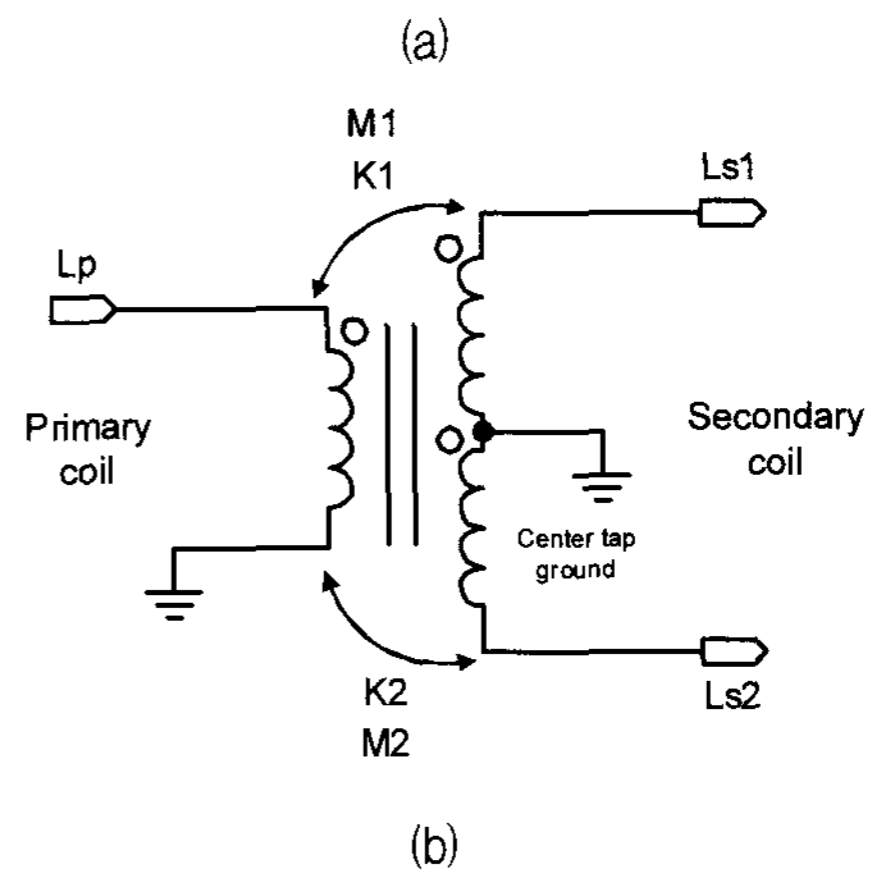 (a)
M1
K1
Ls1
Lp
Primary
coil
Secondary
coil
Center tap
ground
K2
M2
Ls2
(b)